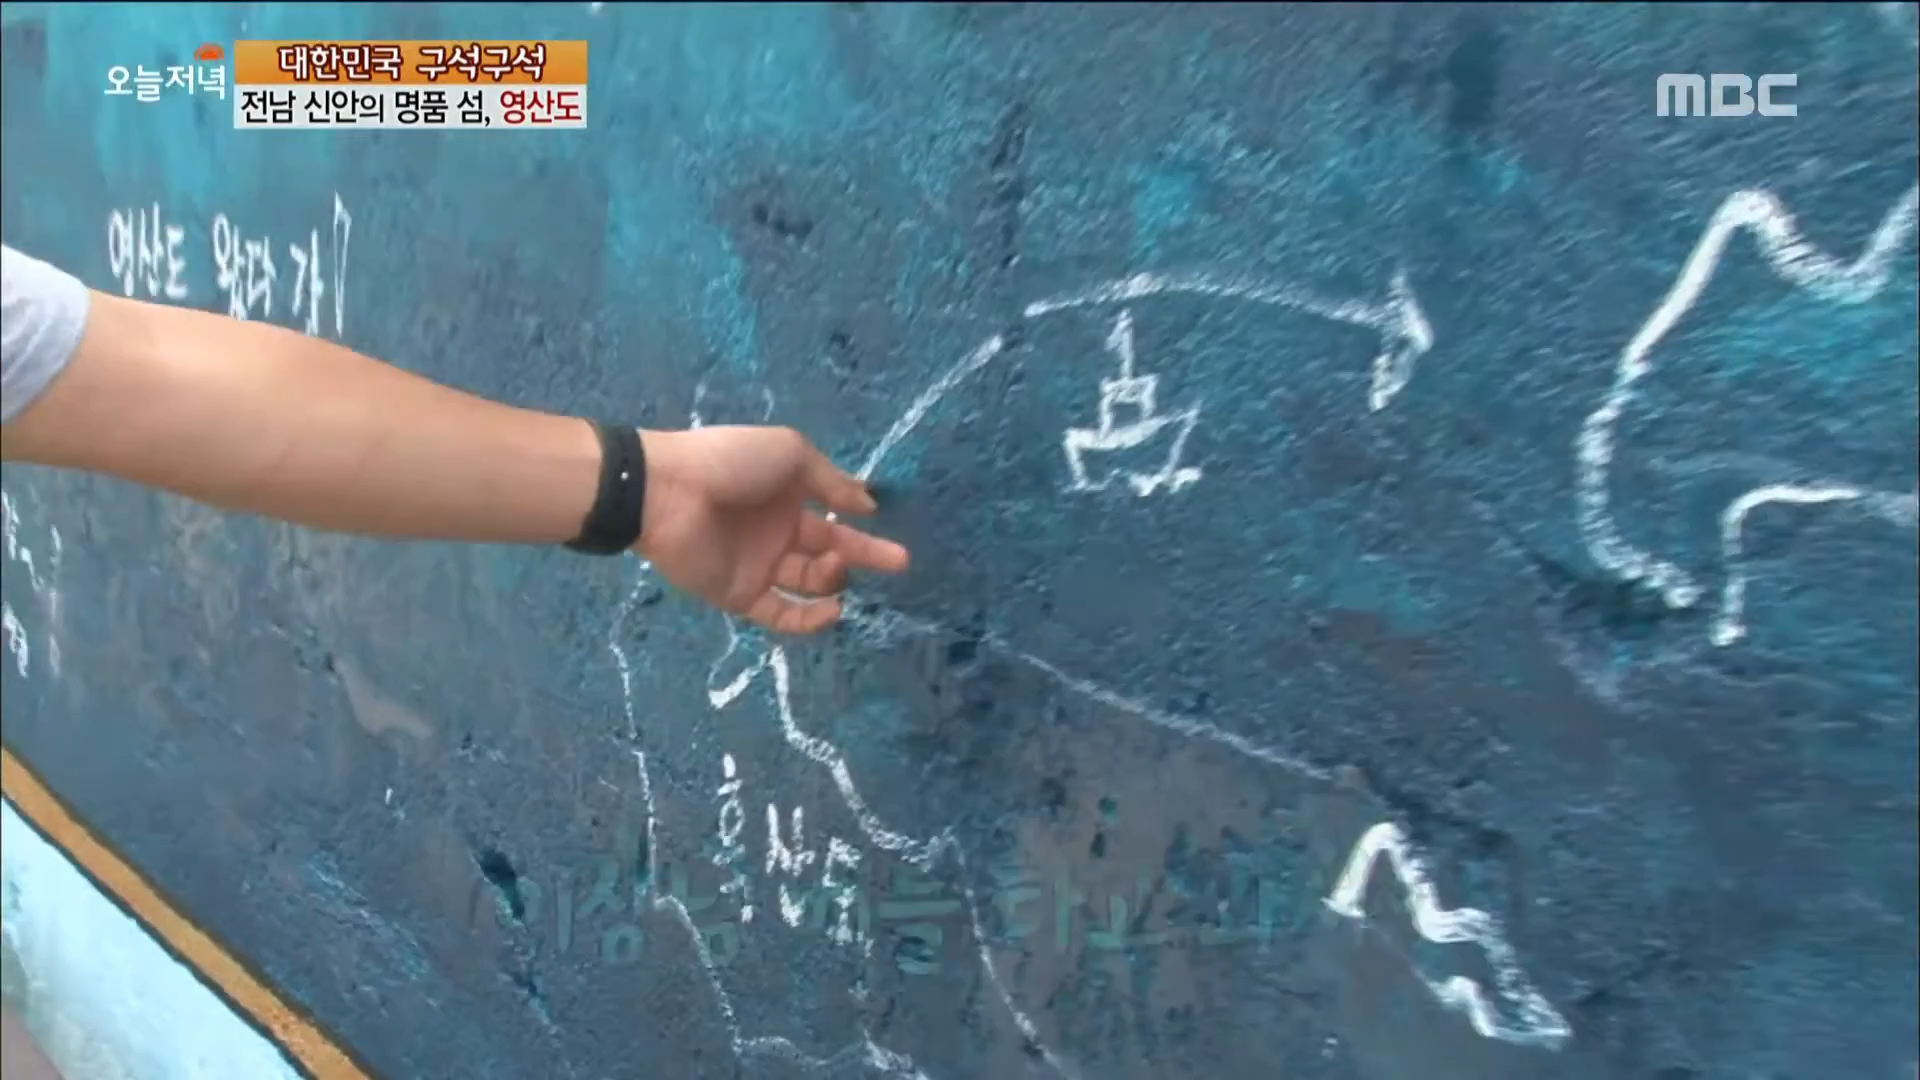 오늘저녁
대한민국 구석구석
전남 신안의 명품 섬, 영산도
MBC
영산도 왔다 감
흑산도